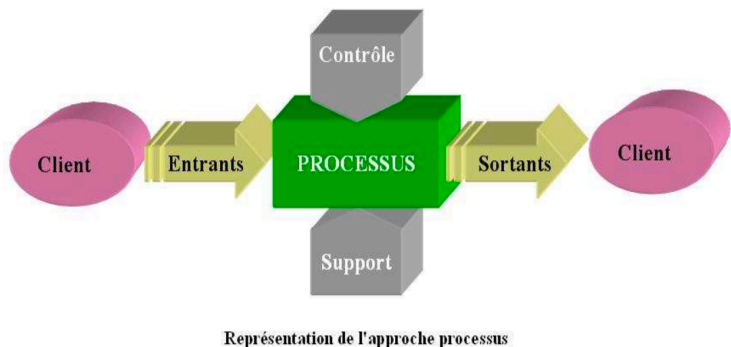 Contrôle
Client
Entrants
PROCESSUS
Sortants
Client
Support
Représentation de l'approche processus